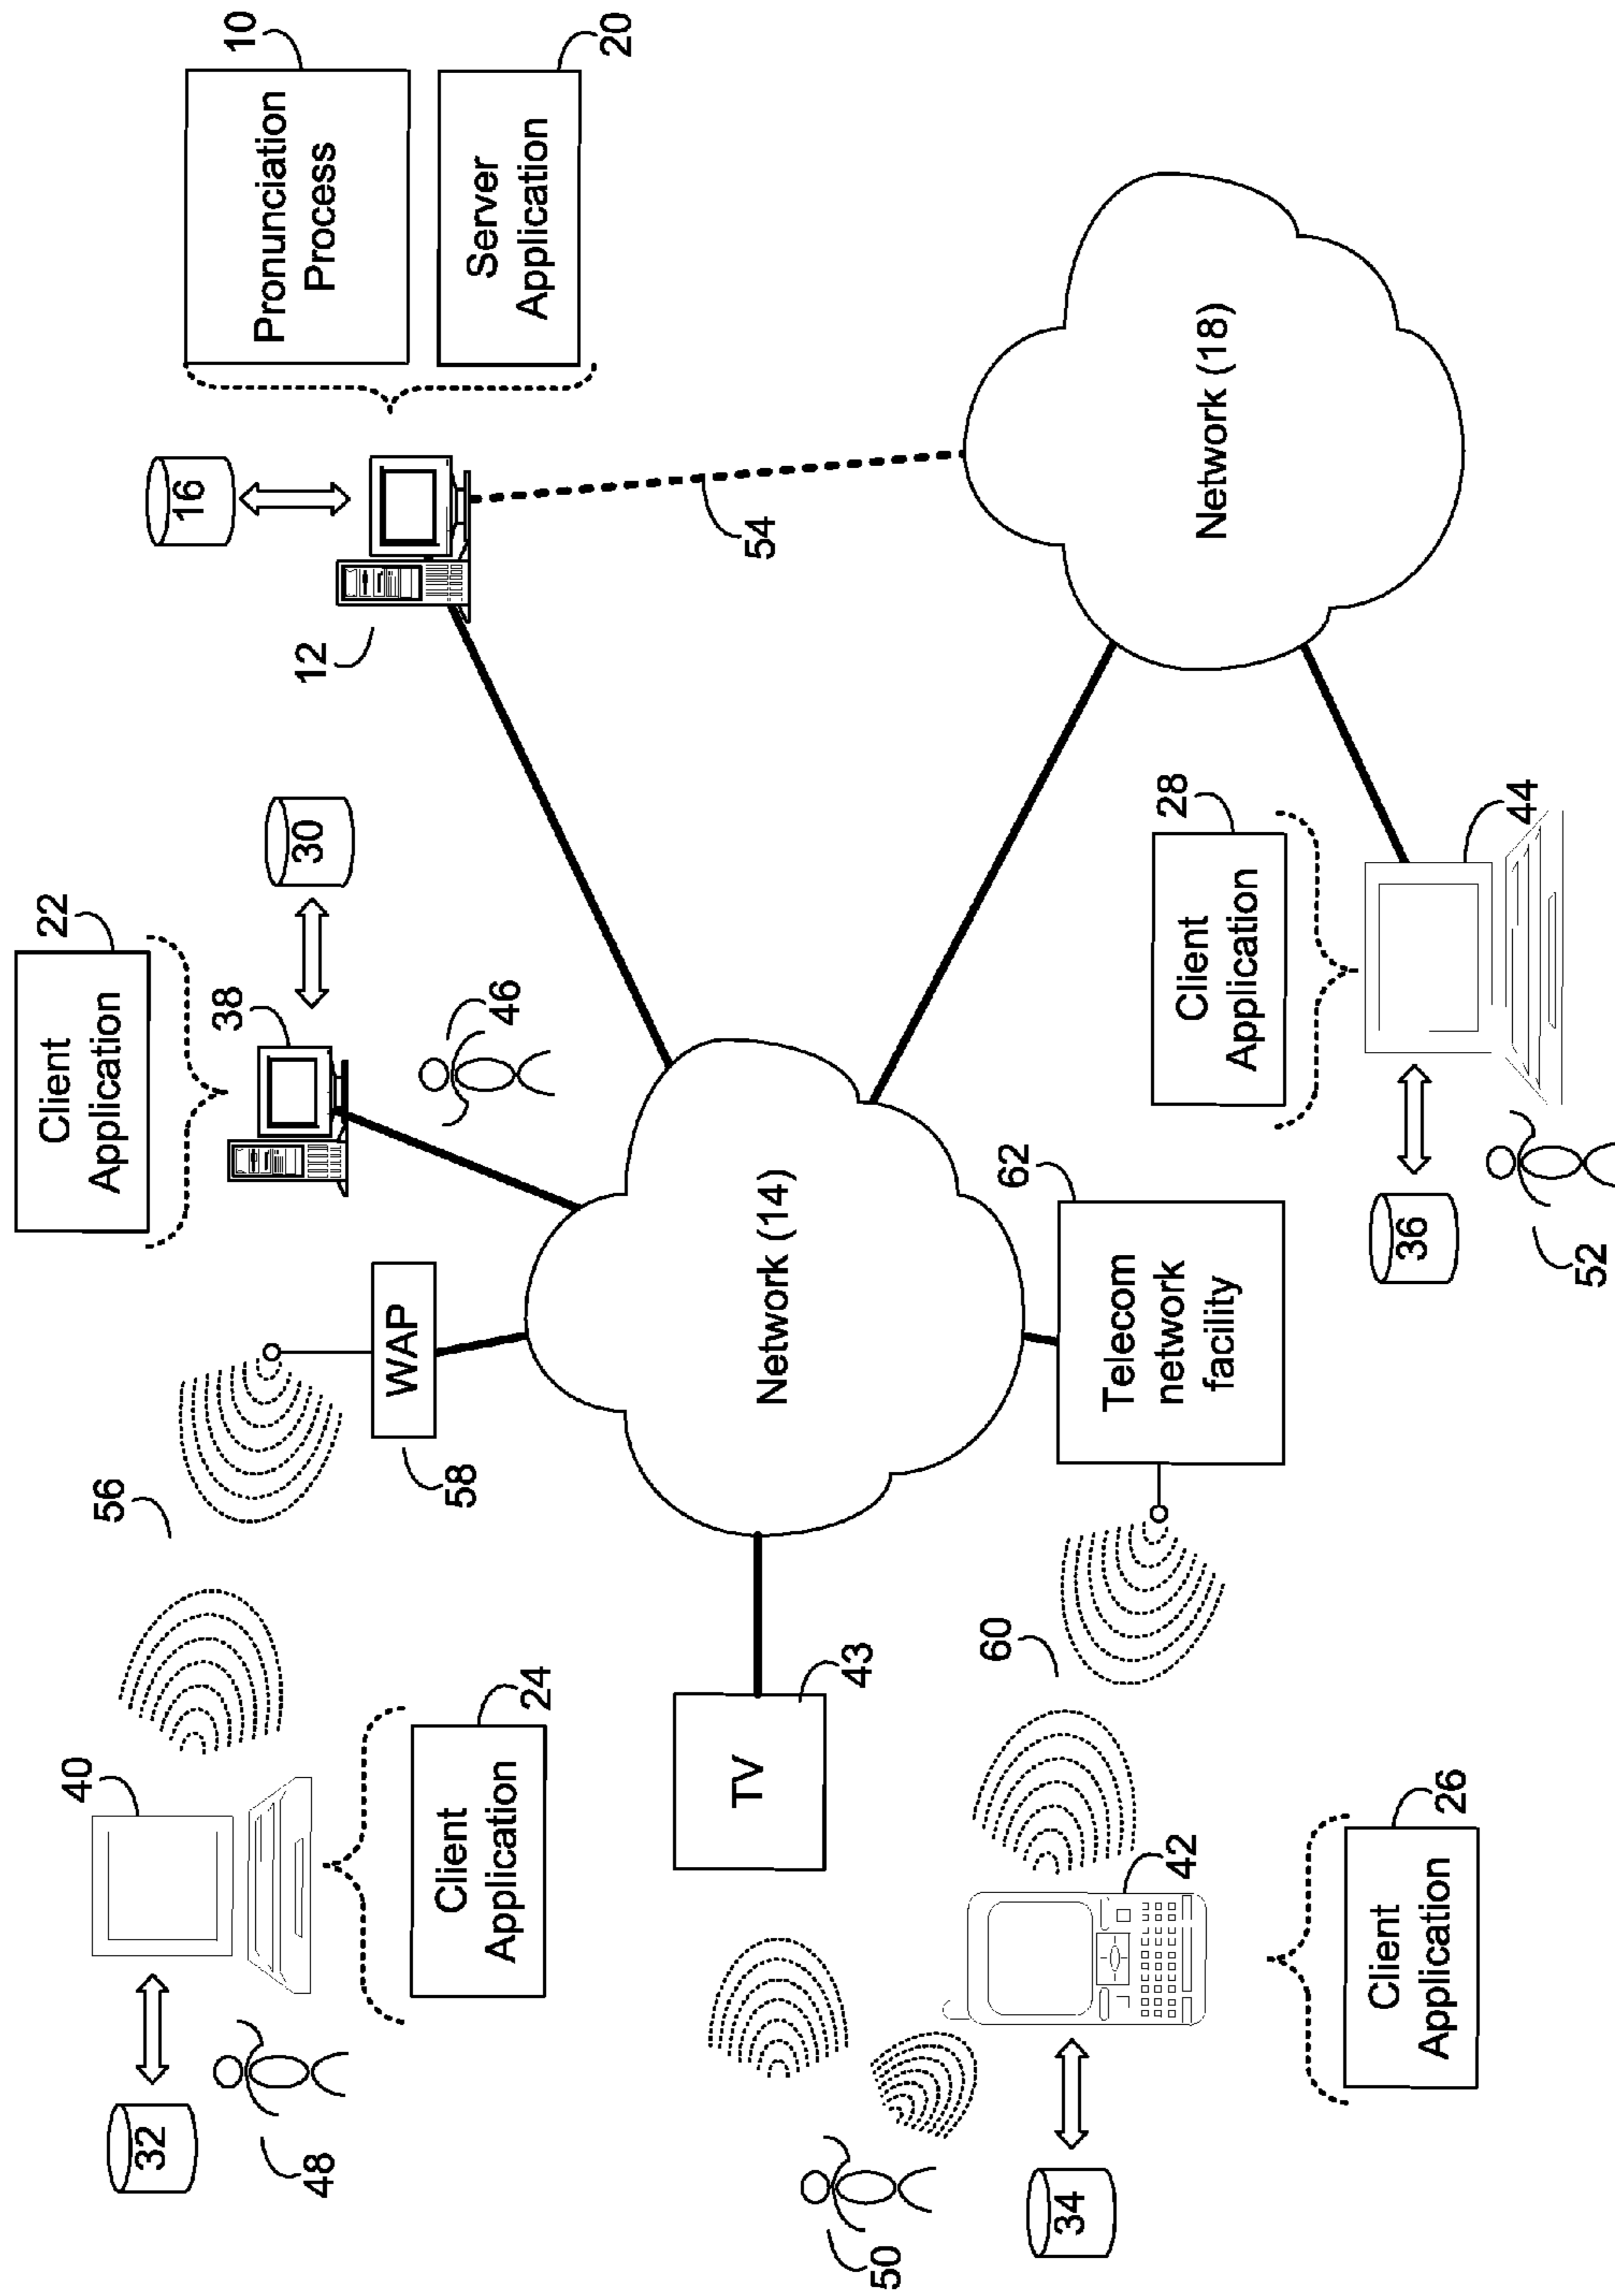 10
Pronunciation
Process
20
Server
Application
16
12
54
Network (18)
22
Client
Application
30
38
46
28
Client
Application
44
36
52
56
WAP
58
Network (14)
62
Telecom
network
facility
40
24
Client
Application
32
48
TV
43
60
42
26
Client
Application
34
50